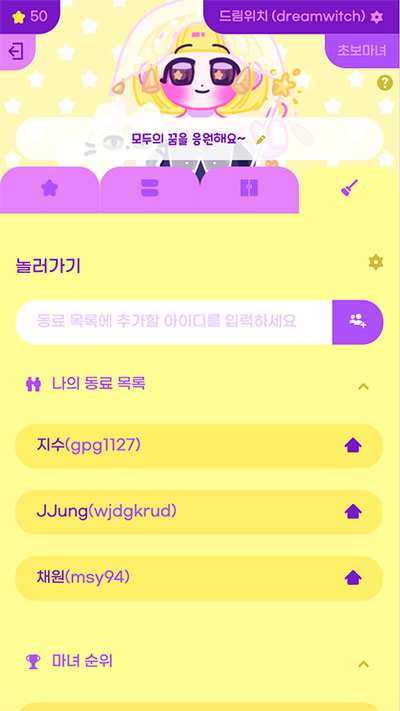 50
드림위치 (dreamwitch)
초보마녀
?
모두의 꿈을 응원해요~
놀러가기
동료 목록에 추가할 아이디를 입력하세요
나의 동료 목록
지수(gpg1127)
JJung(wjdgkrud)
채원(msy94)
마녀 순위